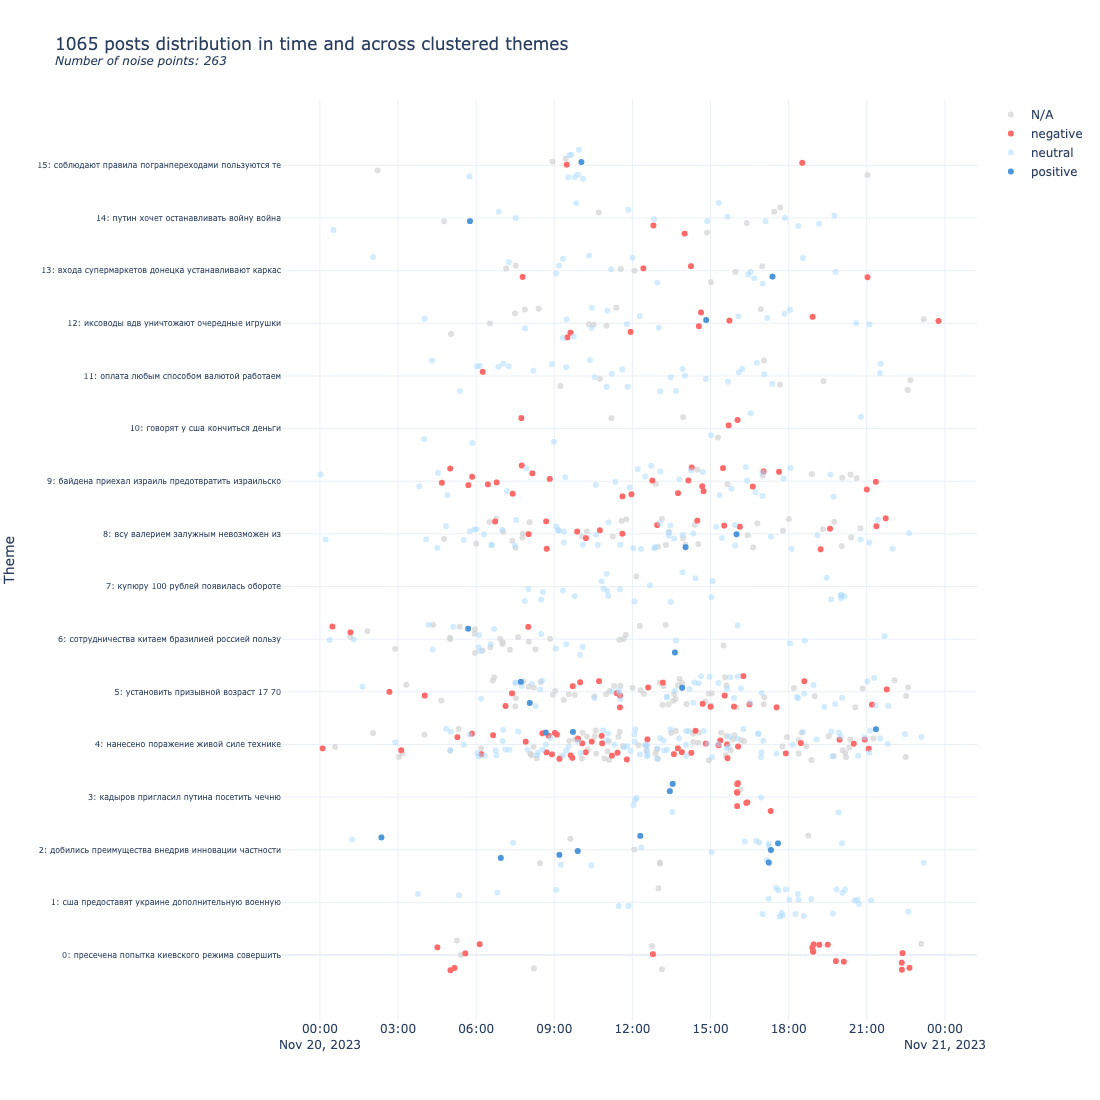 1065 posts distribution in time and across clustered themes
Number of noise points: 263
N/A
negative
neutral
positive
Theme
15: соблюдают правила погранпереходами пользуются те
14: путин хочет останавливать войну война
13: входа супермаркетов донецка устанавливают каркас
12: иксоводы вдв уничтожают очередные игрушки
11: оплата любым способом валютой работаем
10: говорят у сша кончиться деньги
9: байдена приехал израиль предотвратить израильско
8: всу валерием залужным невозможен из
7: купюру 100 рублей появилась обороте
6: сотрудничества китаем бразилией россией пользу
5: установить призывной возраст 17 70
4: нанесено поражение живой силе технике
3: кадыров пригласил путина посетить чечню
2: добились преимущества внедрив инновации частности
1: сша предоставят украине дополнительную военную
0: пресечена попытка киевского режима совершить
00:00 03:00 06:00 09:00 12:00 15:00 18:00 21:00 00:00
Nov 20, 2023 Nov 21, 2023